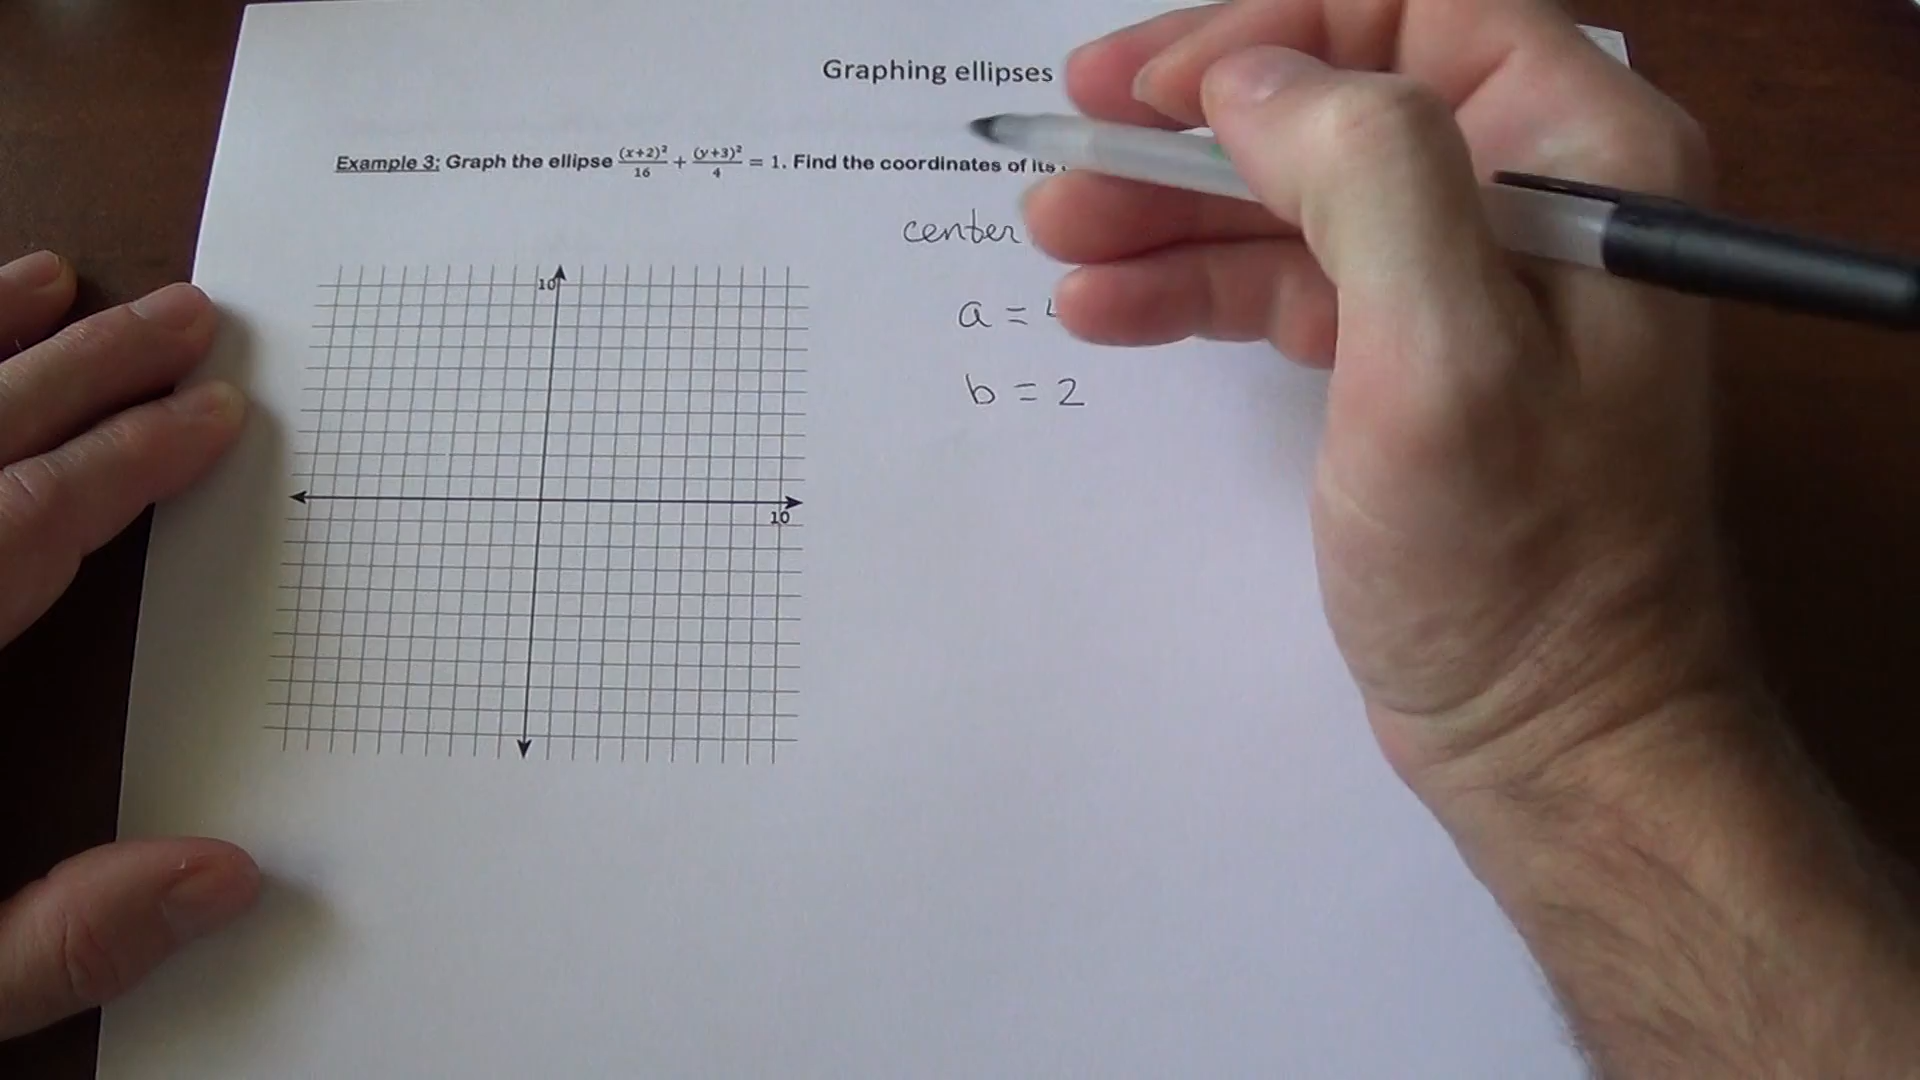 Graphing ellipses
Example 3: Graph the ellipse (x+2)²/16 + (y+3)²/4 = 1. Find the coordinates of its
center
a =
b = 2
10
10